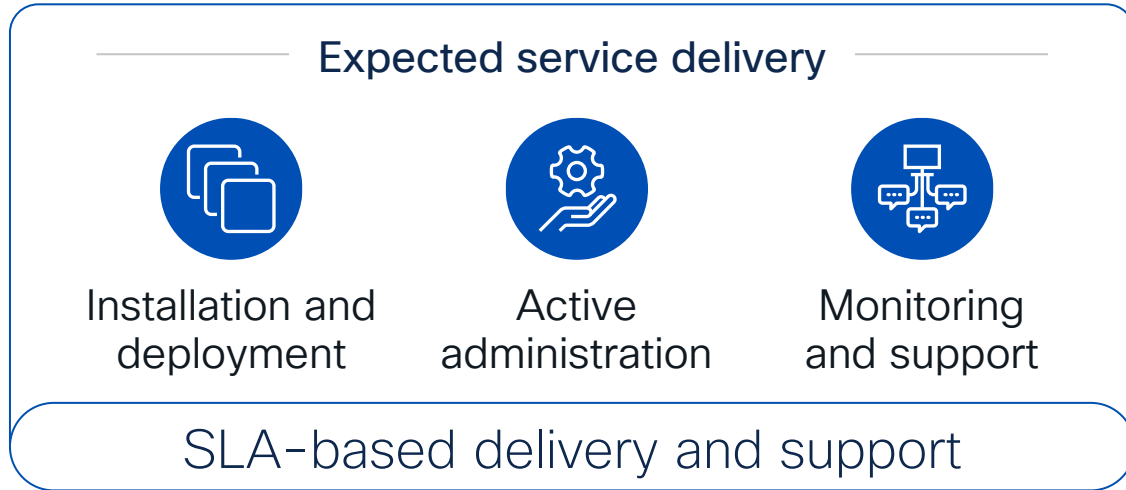 Expected service delivery
Installation and
deployment
Active
administration
Monitoring
and support
SLA-based delivery and support